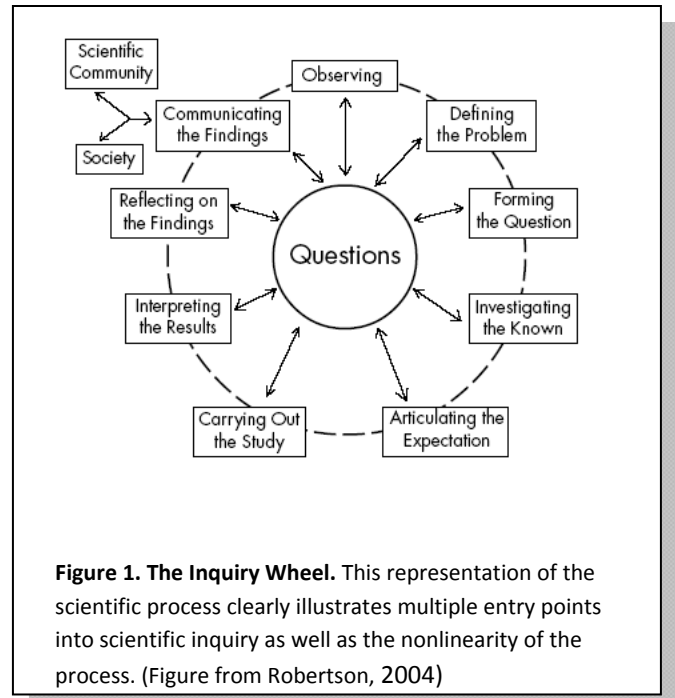 Scientific
Community
Society
Observing
Communicating
the Findings
Defining
the Problem
Reflecting on
the Findings
Forming
the Question
Questions
Interpreting
the Results
Investigating
the Known
Carrying Out
the Study
Articulating the
Expectation
Figure 1. The Inquiry Wheel. This representation of the
scientific process clearly illustrates multiple entry points
into scientific inquiry as well as the nonlinearity of the
process. (Figure from Robertson, 2004)